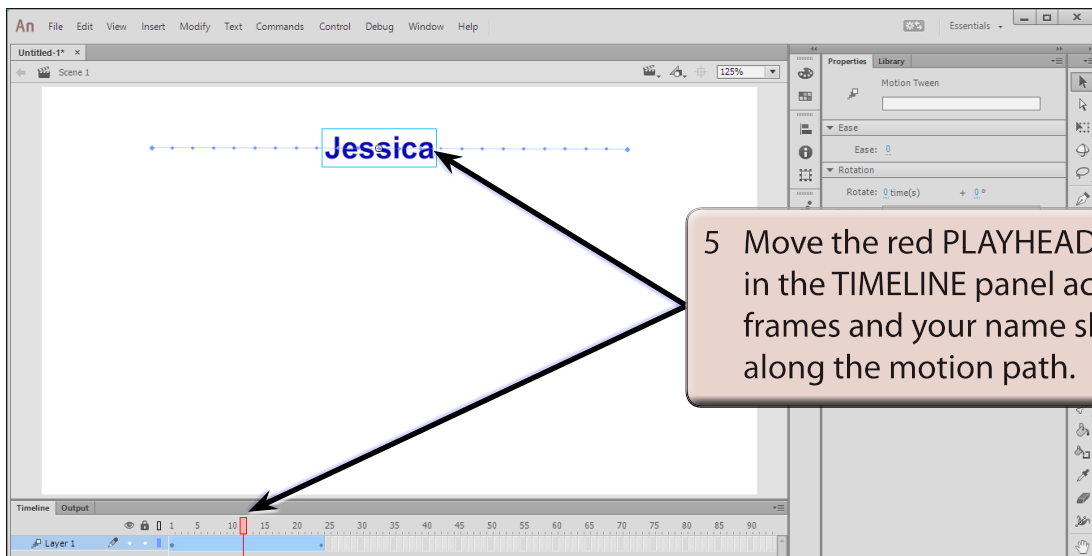 An File Edit View Insert Modify Text Commands Control Debug Window Help Essentials
Untitled-1* ×
Scene 1 125%
Properties Library
Motion Tween
Jessica
Ease
Ease: 0
Rotation
Rotate: 0 time(s) + 0 °
5 Move the red PLAYHEAD
in the TIMELINE panel ac
frames and your name s
along the motion path.
Timeline Output
1 5 10 15 20 25 30 35 40 45 50 55 60 65 70 75 80 85 90
Layer 1